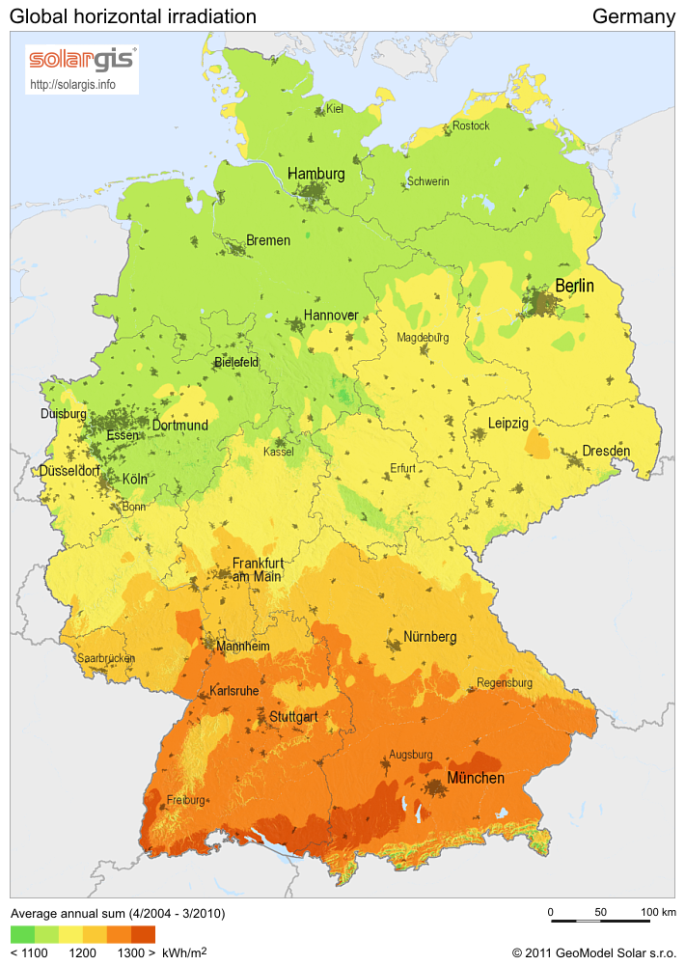 Global horizontal irradiation
Germany
solargis
http://solargis.info
Kiel
Rostock
Hamburg
Schwerin
Bremen
Berlin
Hannover
Magdeburg
Bielefeld
Duisburg
Dortmund
Essen
Leipzig
Kassel
Dresden
Düsseldorf
Erfurt
Köln
Bonn
Frankfurt
am Main
Nürnberg
Mannheim
Saarbrücken
Regensburg
Karlsruhe
Stuttgart
Augsburg
München
Freiburg
Average annual sum (4/2004 - 3/2010)
0 50 100 km
< 1100 1200 1300 > kWh/m²
© 2011 GeoModel Solar s.r.o.